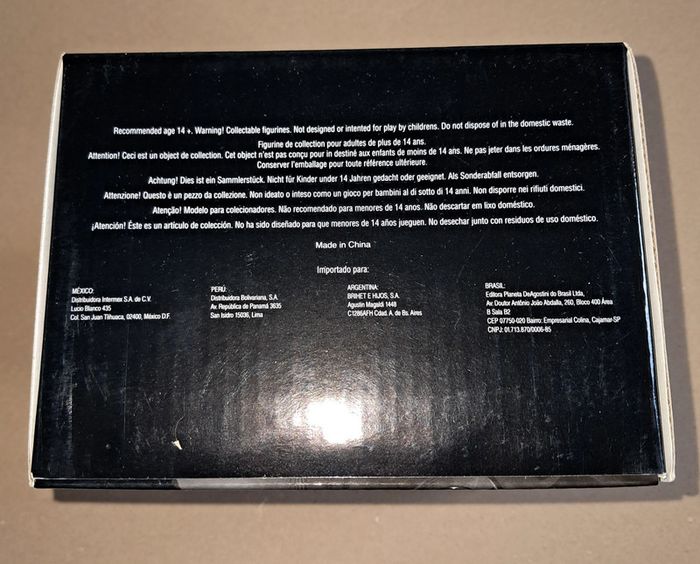 Recommended age 14 +. Warning! Collectable figurines. Not designed or intented for play by childrens. Do not dispose of in the domestic waste.
Figurine de collection pour adultes de plus de 14 ans.
Attention! Ceci est un object de collection. Cet object n'est pas conçu pour in destiné aux enfants de moins de 14 ans. Ne pas jeter dans les ordures ménagères.
Conserver l'emballage pour toute référence ultérieure.
Achtung! Dies ist ein Sammlerstück. Nicht für Kinder under 14 Jahren gedacht oder geeignet. Als Sonderabfall entsorgen.
Attenzione! Questo è un pezzo da collezione. Non ideato o inteso como un gioco per bambini al di sotto di 14 anni. Non disporre nei rifiuti domestici.
Atenção! Modelo para colecionadores. Não recomendado para menores de 14 anos. Não descartar em lixo doméstico.
¡Atención! Éste es un artículo de colección. No ha sido diseñado para que menores de 14 años jueguen. No desechar junto con residuos de uso doméstico.
Made in China
Importado para:
MÉXICO:
Distribuidora Intermex S.A. de C.V.
Lucio Blanco 435
Col. San Juan Tlihuaca, 02400, México D.F.
PERÚ:
Distribuidora Bolivariana, S.A.
Av. República de Panamá 3635
San Isidro 15036, Lima
ARGENTINA:
BRIHET E HIJOS, S.A.
Agustin Magaldi 1448
C1286AFH Cdad. A. de Bs. Aires
BRASIL:
Editora Planeta DeAgostini do Brasil Ltda,
Av. Doutor Antônio João Abdalla, 260, Bloco 400 Área
B Sala B2
CEP 07750-020 Bairro: Empresarial Colina, Cajamar-SP
CNPJ: 01.713.870/0006-85